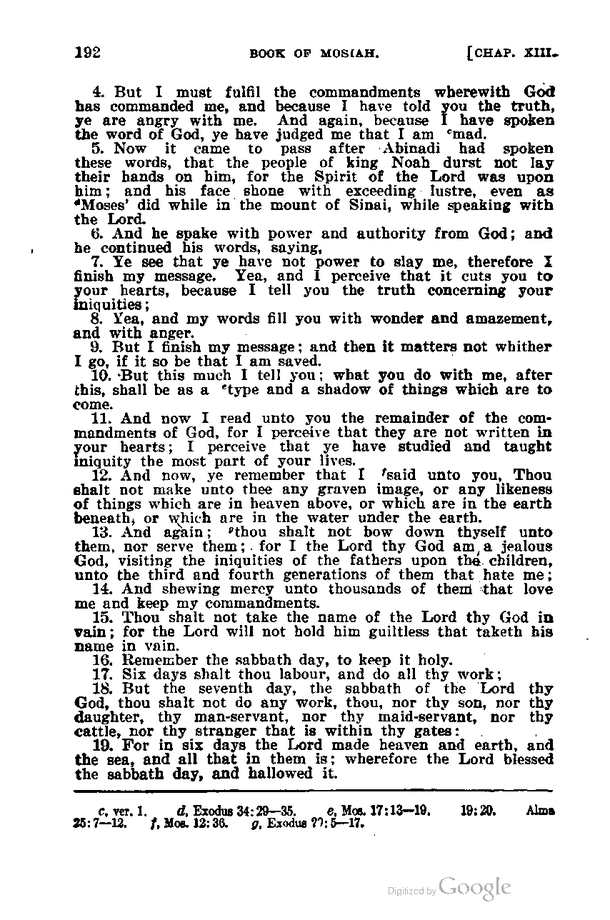 192 BOOK OF MOSIAH. [CHAP. XIII.
4. But I must fulfil the commandments wherewith God
has commanded me, and because I have told you the truth,
ye are angry with me. And again, because I have spoken
the word of God, ye have judged me that I am cmad.
5. Now it came to pass after Abinadi had spoken
these words, that the people of king Noah durst not lay
their hands on him, for the Spirit of the Lord was upon
him; and his face shone with exceeding lustre, even as
dMoses' did while in the mount of Sinai, while speaking with
the Lord.
6. And he spake with power and authority from God; and
he continued his words, saying,
7. Ye see that ye have not power to slay me, therefore I
finish my message. Yea, and I perceive that it cuts you to
your hearts, because I tell you the truth concerning your
iniquities;
8. Yea, and my words fill you with wonder and amazement,
and with anger.
9. But I finish my message; and then it matters not whither
I go, if it so be that I am saved.
10. But this much I tell you; what you do with me, after
this, shall be as a etype and a shadow of things which are to
come.
11. And now I read unto you the remainder of the com-
mandments of God, for I perceive that they are not written in
your hearts; I perceive that ye have studied and taught
iniquity the most part of your lives.
12. And now, ye remember that I fsaid unto you, Thou
shalt not make unto thee any graven image, or any likeness
of things which are in heaven above, or which are in the earth
beneath, or which are in the water under the earth.
13. And again; gthou shalt not bow down thyself unto
them, nor serve them; for I the Lord thy God am a jealous
God, visiting the iniquities of the fathers upon the children,
unto the third and fourth generations of them that hate me;
14. And shewing mercy unto thousands of them that love
me and keep my commandments.
15. Thou shalt not take the name of the Lord thy God in
vain; for the Lord will not hold him guiltless that taketh his
name in vain.
16. Remember the sabbath day, to keep it holy.
17. Six days shalt thou labour, and do all thy work;
18. But the seventh day, the sabbath of the Lord thy
God, thou shalt not do any work, thou, nor thy son, nor thy
daughter, thy man-servant, nor thy maid-servant, nor thy
cattle, nor thy stranger that is within thy gates:
19. For in six days the Lord made heaven and earth, and
the sea, and all that in them is; wherefore the Lord blessed
the sabbath day, and hallowed it.
c, ver. 1. d, Exodus 34:29—35. e, Mos. 17:13—19. 19:20. Alma
25:7—12. f, Mos. 12:36. g, Exodus :5—17.
Digitized by Google